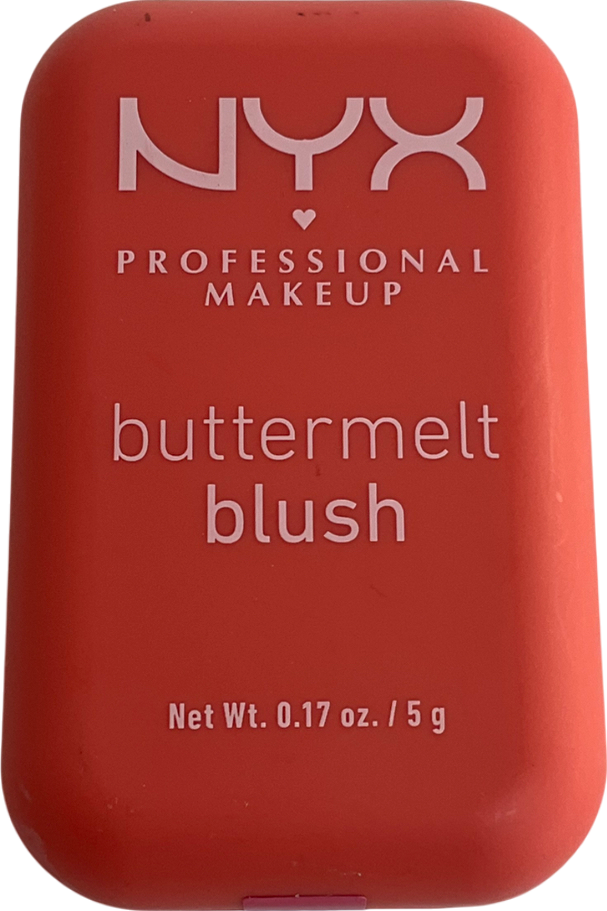 NYX
PROFESSIONAL
MAKEUP
buttermelt
blush
Net Wt. 0.17 oz. / 5 g